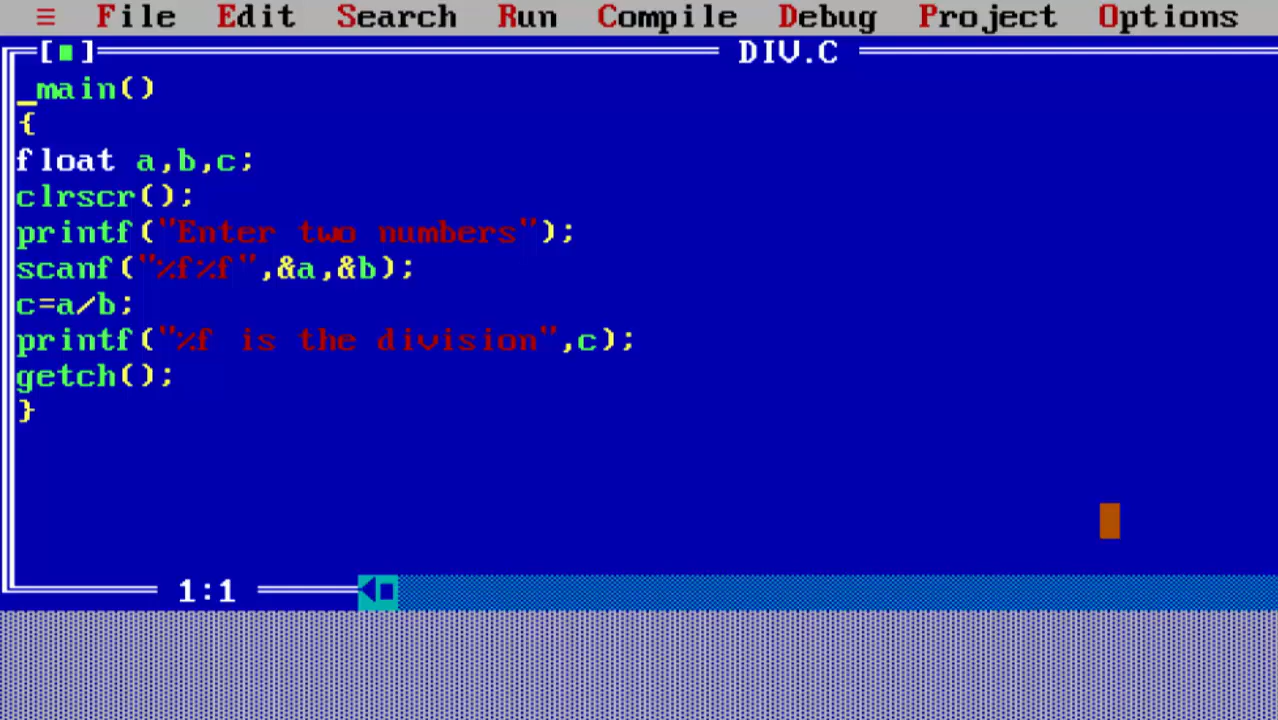 ≡ File Edit Search Run Compile Debug Project Options
[■] DIV.C
main()
{
float a,b,c;
clrscr();
printf("Enter two numbers");
scanf("%f%f",&a,&b);
c=a/b;
printf("%f is the division",c);
getch();
}
1:1